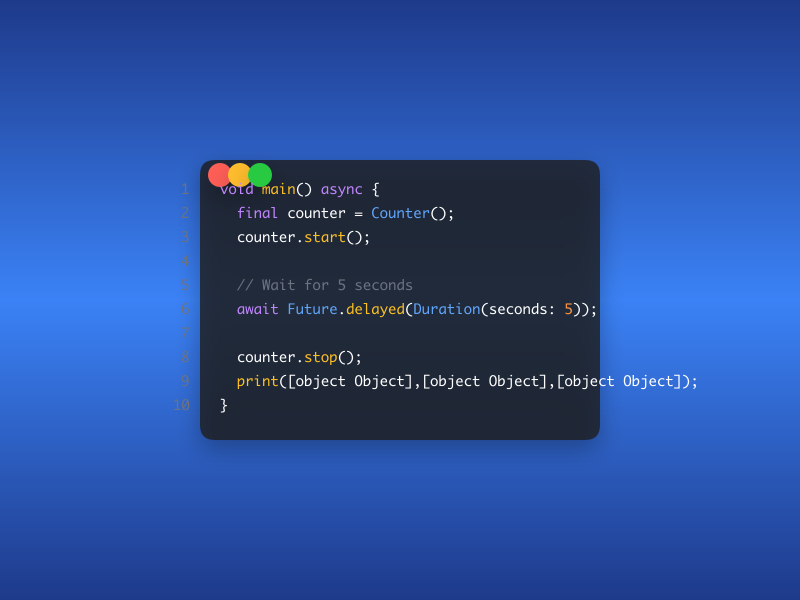 1 void main() async {
2 final counter = Counter();
3 counter.start();
4
5 // Wait for 5 seconds
6 await Future.delayed(Duration(seconds: 5));
7
8 counter.stop();
9 print([object Object],[object Object],[object Object]);
10 }